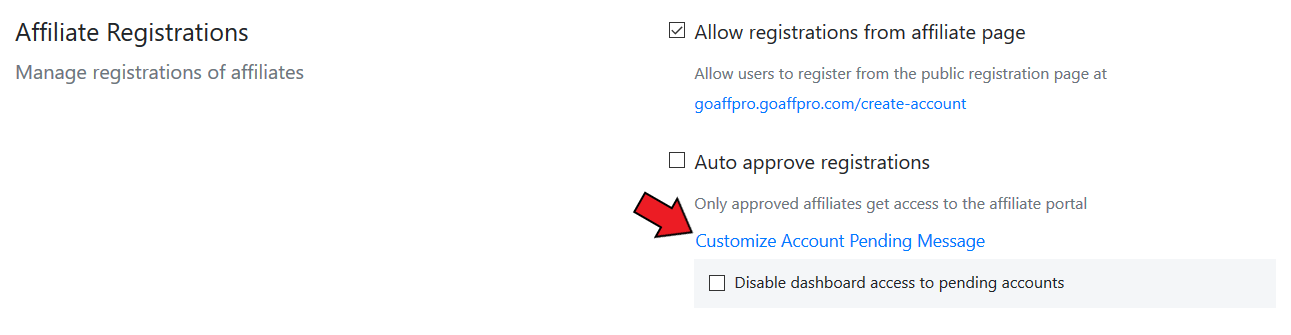 Affiliate Registrations
Manage registrations of affiliates
Allow registrations from affiliate page
Allow users to register from the public registration page at
goaffpro.goaffpro.com/create-account
Auto approve registrations
Only approved affiliates get access to the affiliate portal
Customize Account Pending Message
Disable dashboard access to pending accounts